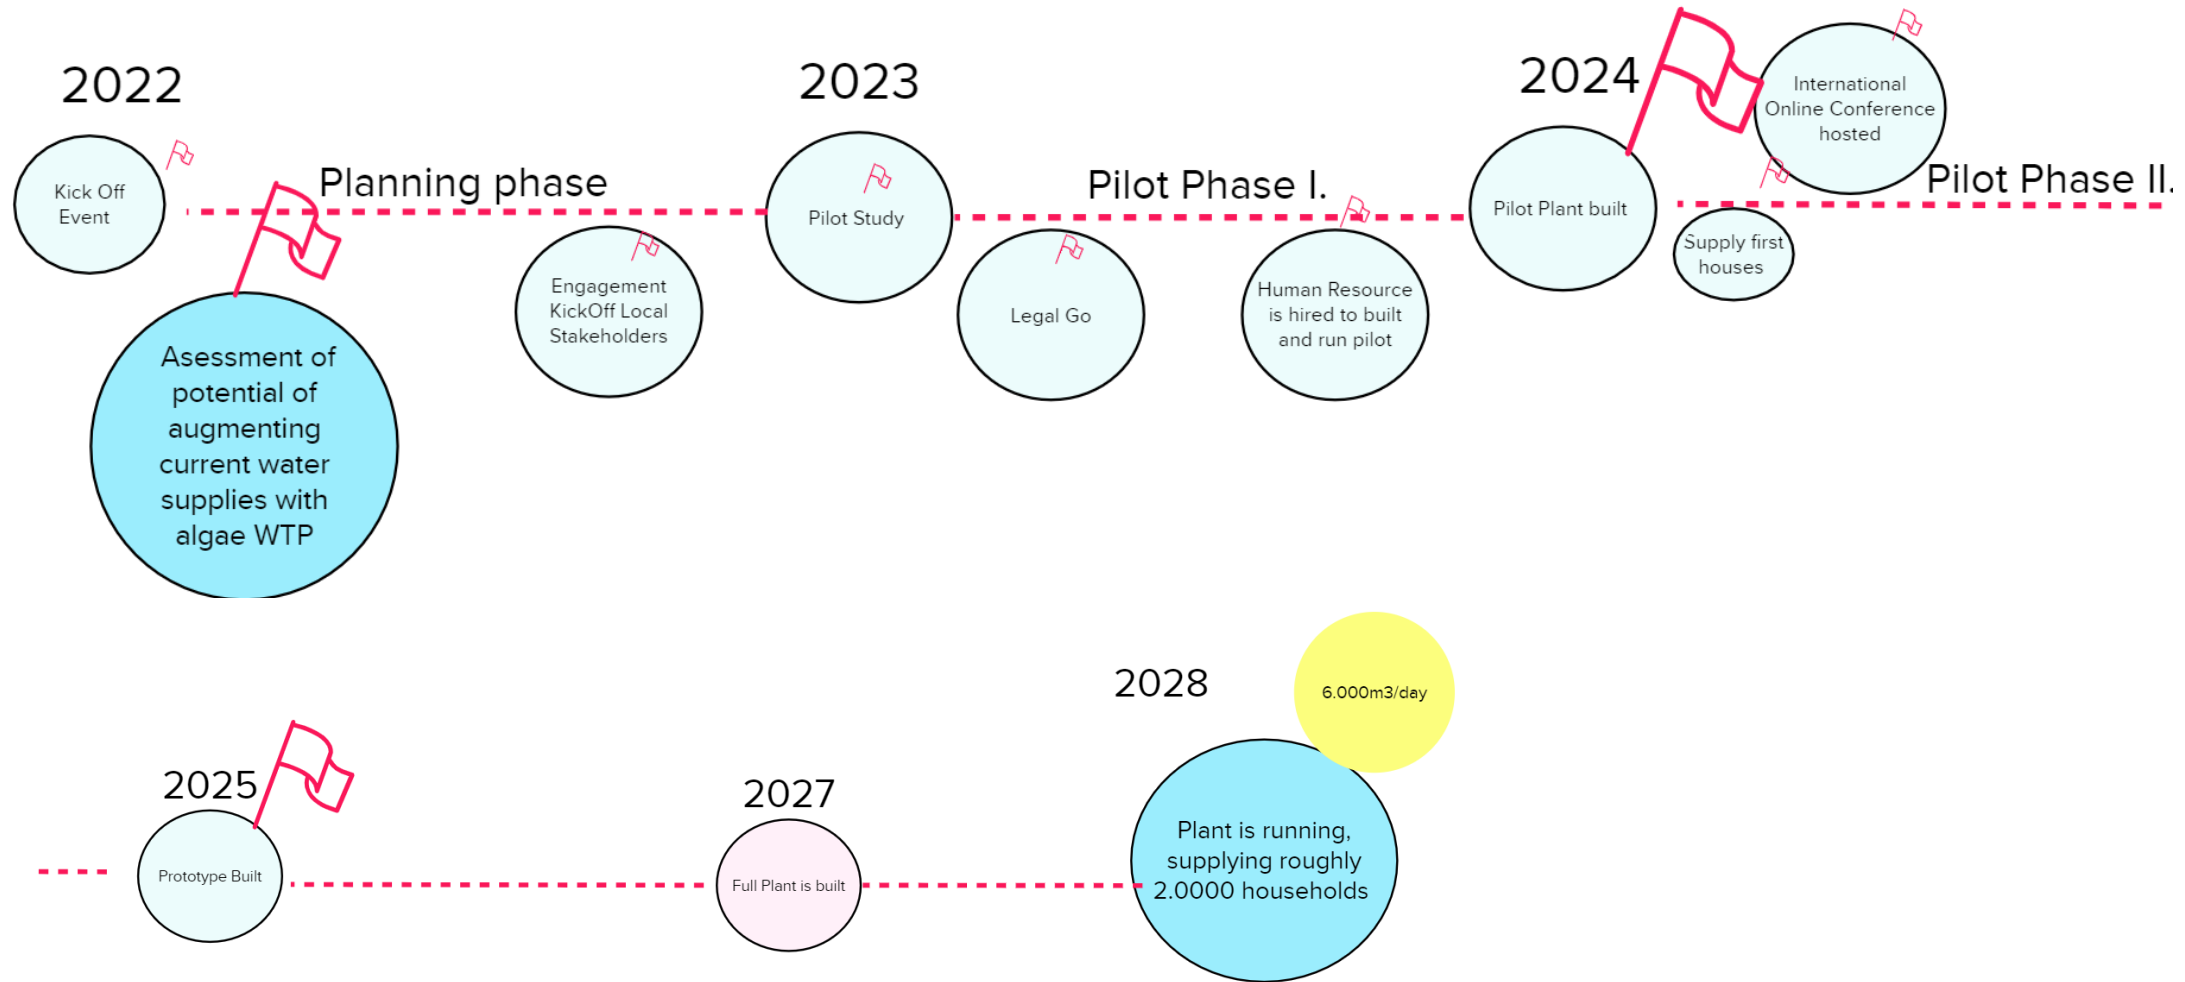 2022
Kick Off
Event
Planning phase
Asessment of
potential of
augmenting
current water
supplies with
algae WTP
Engagement
KickOff Local
Stakeholders
2023
Pilot Study
Pilot Phase I.
Legal Go
Human Resource
is hired to built
and run pilot
2024
Pilot Plant built
International
Online Conference
hosted
Pilot Phase II.
Supply first
houses
2025
Prototype Built
2027
Full Plant is built
2028
6.000m3/day
Plant is running,
supplying roughly
2.0000 households